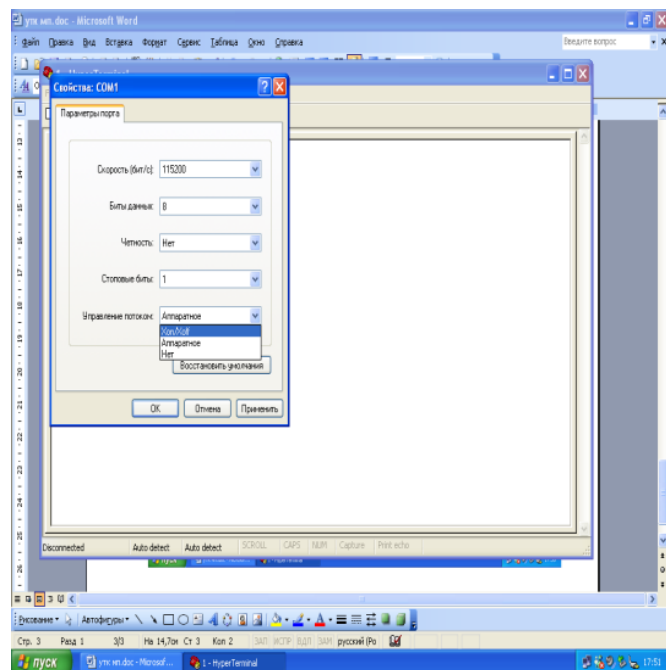 упк мп.doc - Microsoft Word
Файл Правка Вид Вставка Формат Сервис Таблица Окно Справка
Введите вопрос
1 - HyperTerminal
Свойства: COM1
Параметры порта
Скорость (бит/с): 115200
Биты данных: 8
Четность: Нет
Стоповые биты: 1
Управление потоком: Аппаратное
Xon/Xoff
Аппаратное
Нет
Восстановить умолчания
OK Отмена Применить
Disconnected Auto detect Auto detect SCROLL CAPS NUM Capture Print echo
Рисование Автофигуры
Стр. 3 Разд 1 3/3 На 14,7см Ст 3 Кол 2 ЗАП ИСПР ВДЛ ЗАМ русский (Ро
пуск упк мп.doc - Microsof... 1 - HyperTerminal 17:51